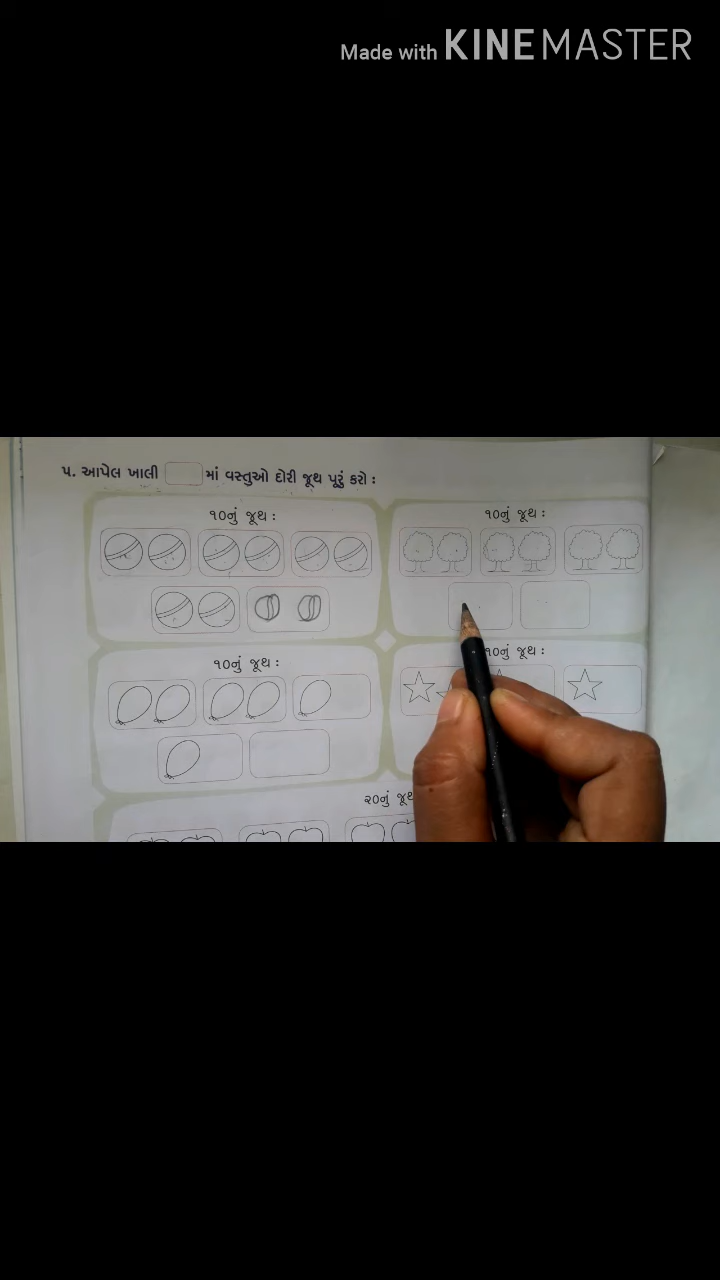 Made with KINEMASTER
૫. આપેલ ખાલી માં વસ્તુઓ દોરી જૂથ પૂરું કરો :
૧૦નું જૂથ :
૧૦નું જૂથ :
૧૦નું જૂથ :
૧૦નું જૂથ :
૨૦નું